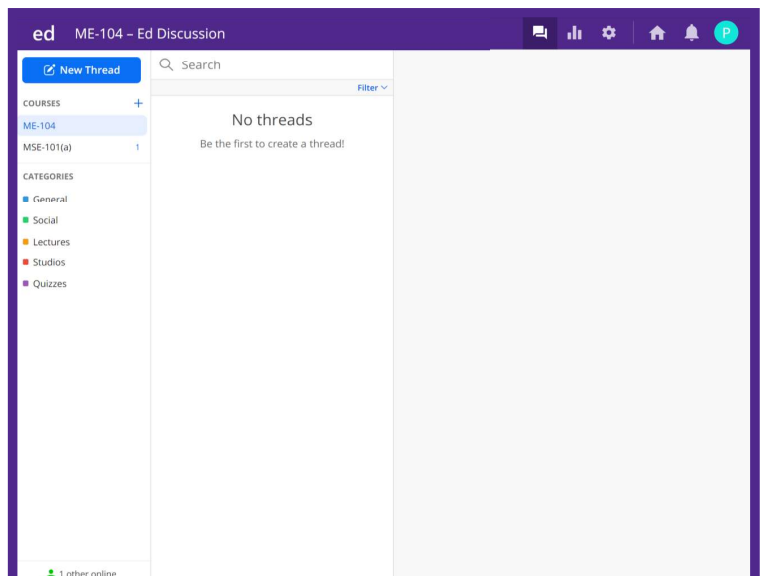 ed ME-104 – Ed Discussion
P
New Thread
Search
Filter
COURSES +
ME-104
MSE-101(a) 1
CATEGORIES
General
Social
Lectures
Studios
Quizzes
No threads
Be the first to create a thread!
1 other online